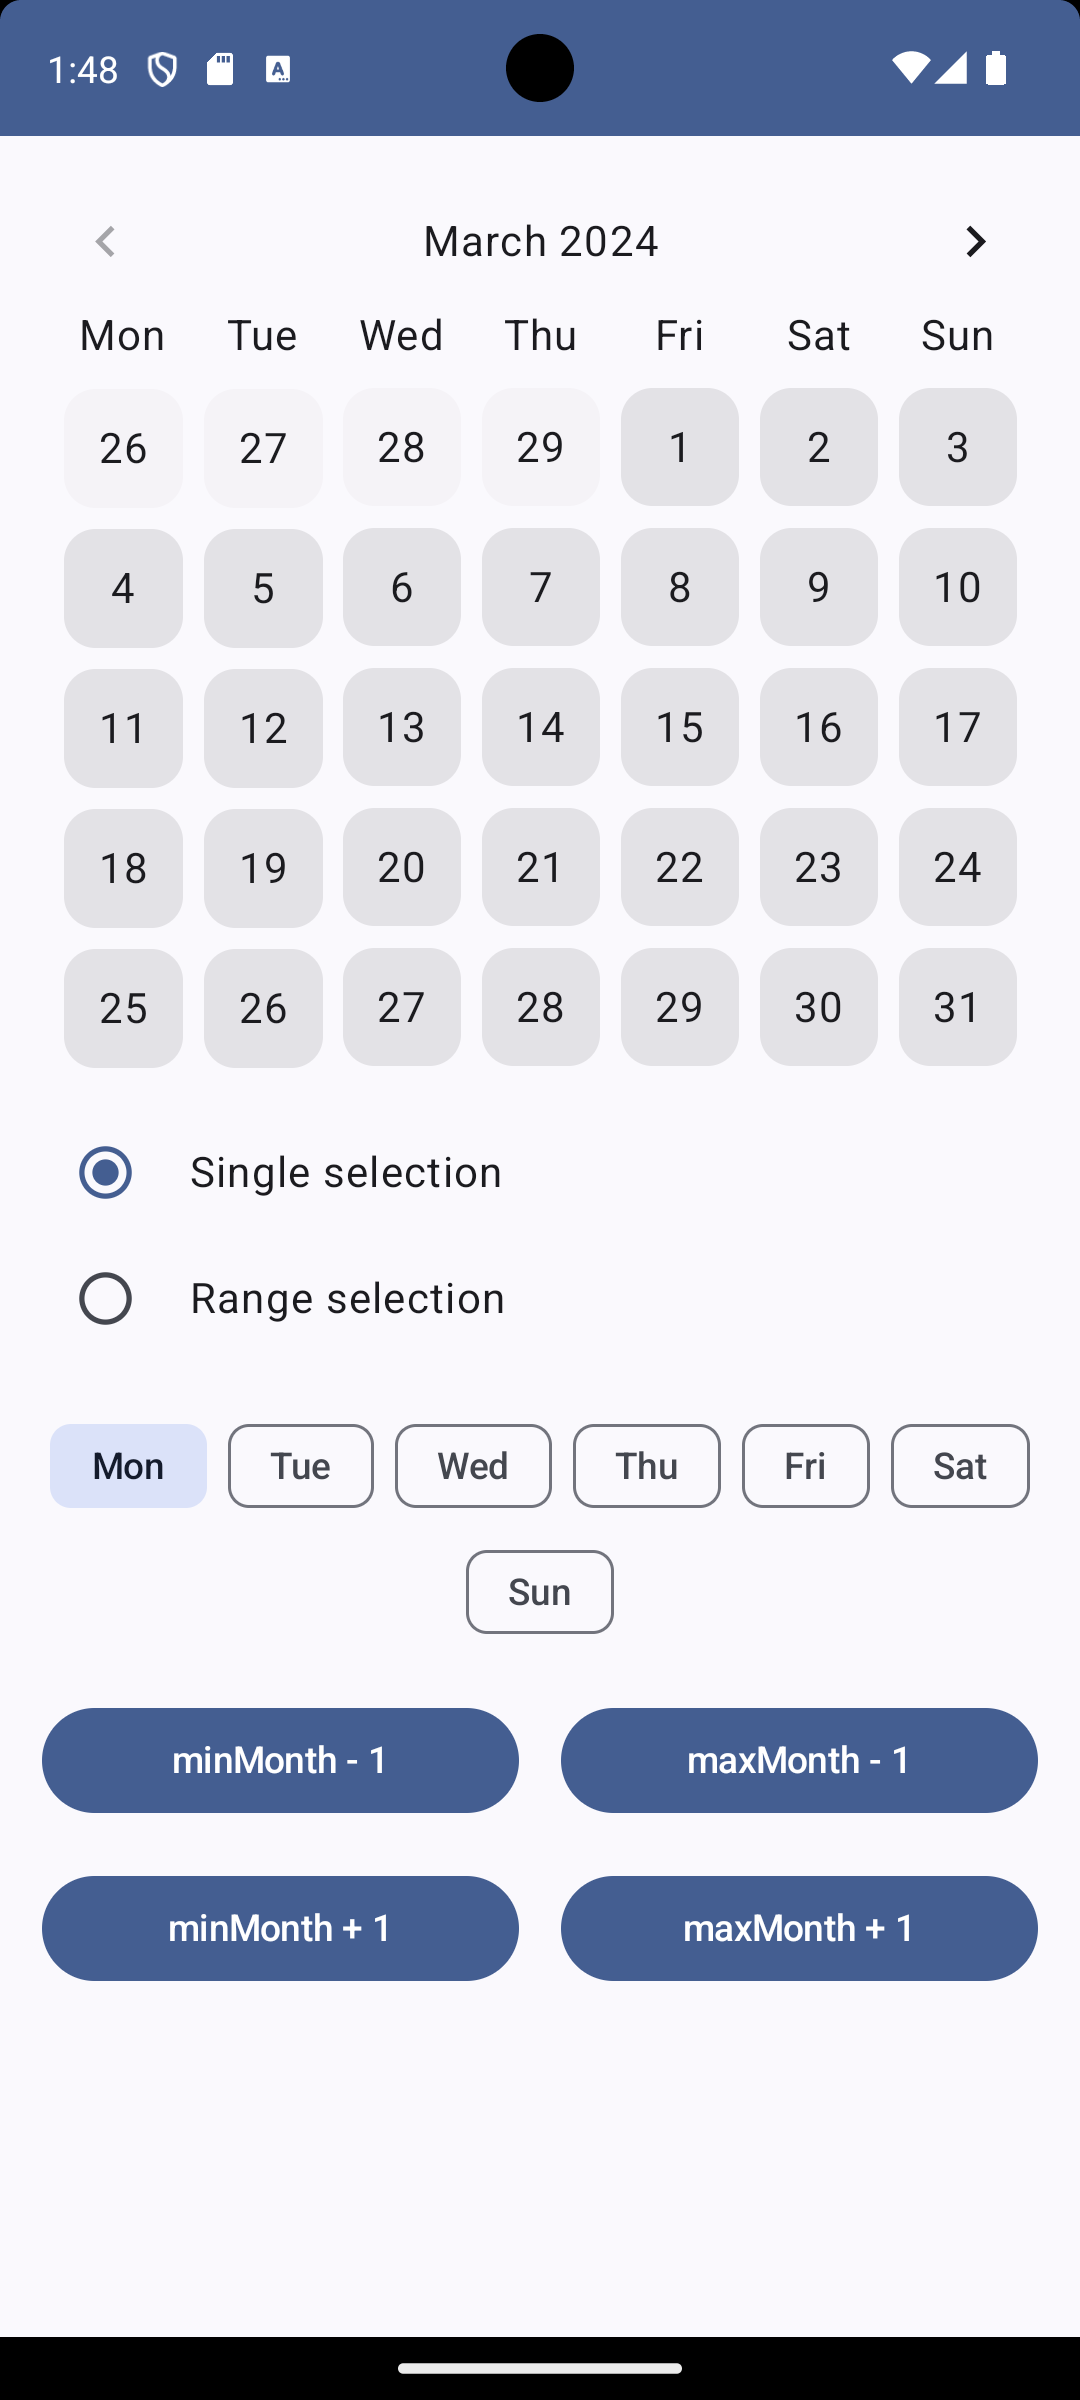 1:48
March 2024
Mon Tue Wed Thu Fri Sat Sun
26 27 28 29 1 2 3
4 5 6 7 8 9 10
11 12 13 14 15 16 17
18 19 20 21 22 23 24
25 26 27 28 29 30 31
Single selection
Range selection
Mon Tue Wed Thu Fri Sat
Sun
minMonth - 1 maxMonth - 1
minMonth + 1 maxMonth + 1